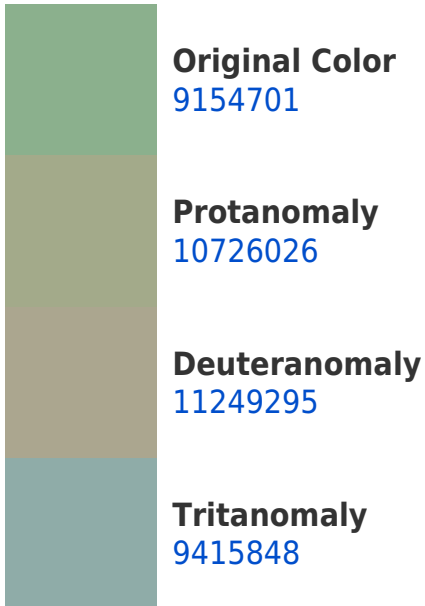 Original Color
9154701
Protanomaly
10726026
Deuteranomaly
11249295
Tritanomaly
9415848